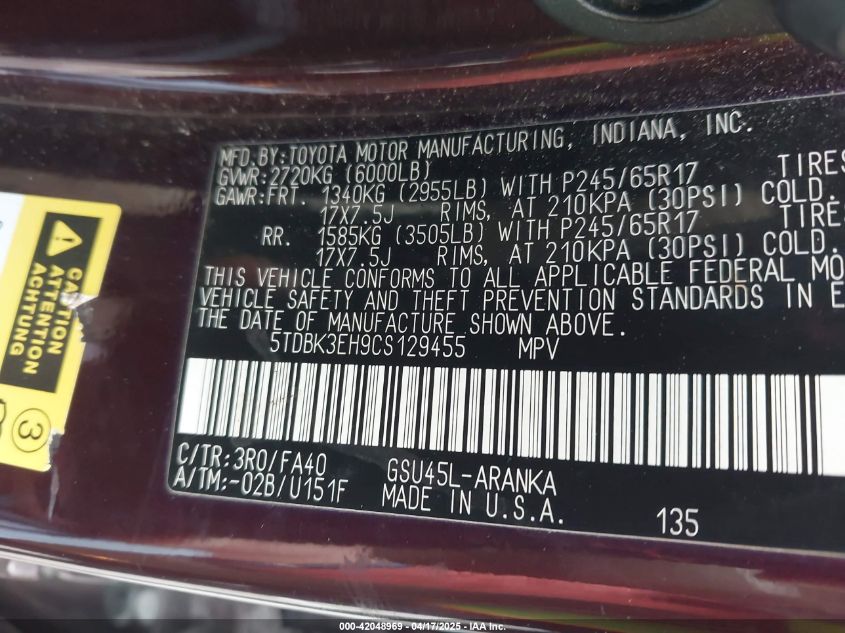 MFD.BY:TOYOTA MOTOR MANUFACTURING, INDIANA, INC.
GVWR:2720KG (6000LB)
GAWR:FRT. 1340KG (2955LB) WITH P245/65R17 TIRES
17X7.5J RIMS, AT 210KPA (30PSI) COLD.
RR. 1585KG (3505LB) WITH P245/65R17 TIRE
17X7.5J RIMS, AT 210KPA (30PSI) COLD.
THIS VEHICLE CONFORMS TO ALL APPLICABLE FEDERAL MO
VEHICLE SAFETY AND THEFT PREVENTION STANDARDS IN E
THE DATE OF MANUFACTURE SHOWN ABOVE.
5TDBK3EH9CS129455 MPV
C/TR:3R0/FA40 GSU45L-ARANKA
A/TM:-02B/U151F MADE IN U.S.A.
135
CAUTION
ATTENTION
ACHTUNG
3
000-42048969 - 04/17/2025 - IAAI.COM